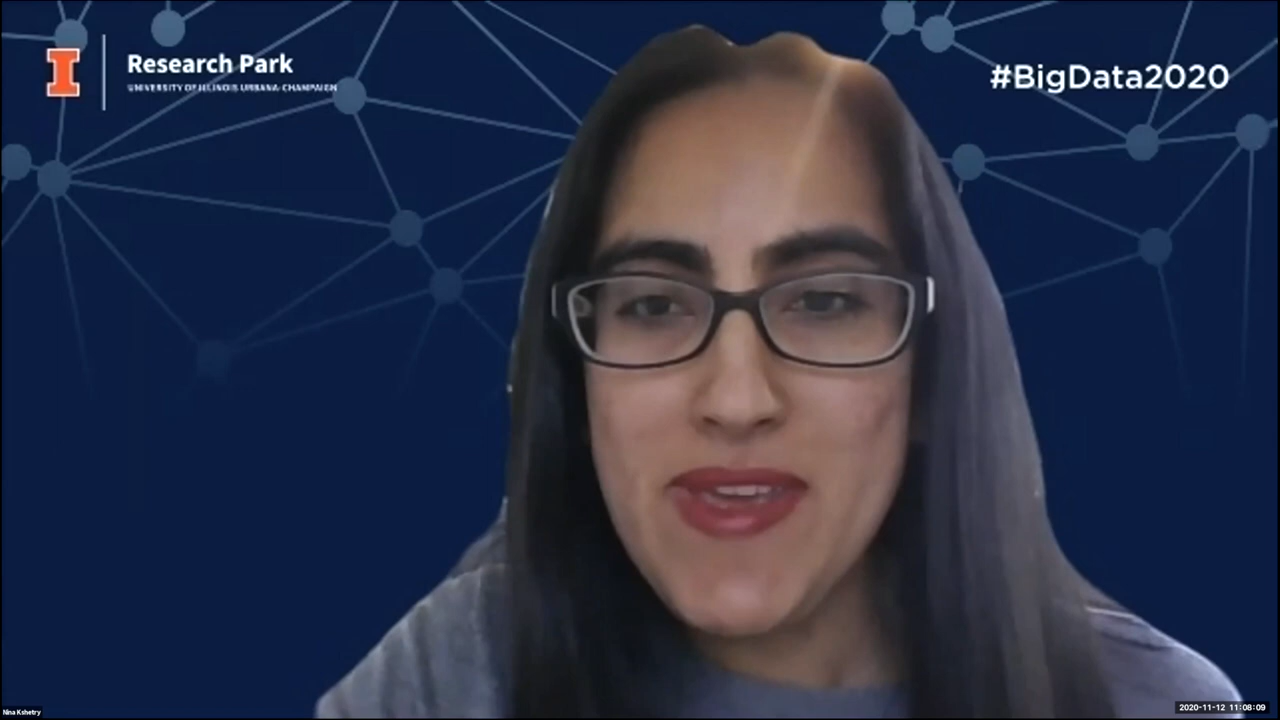 I
Research Park
UNIVERSITY OF ILLINOIS URBANA-CHAMPAIGN
#BigData2020
Nina Kshetry
2020-11-12 11:08:09